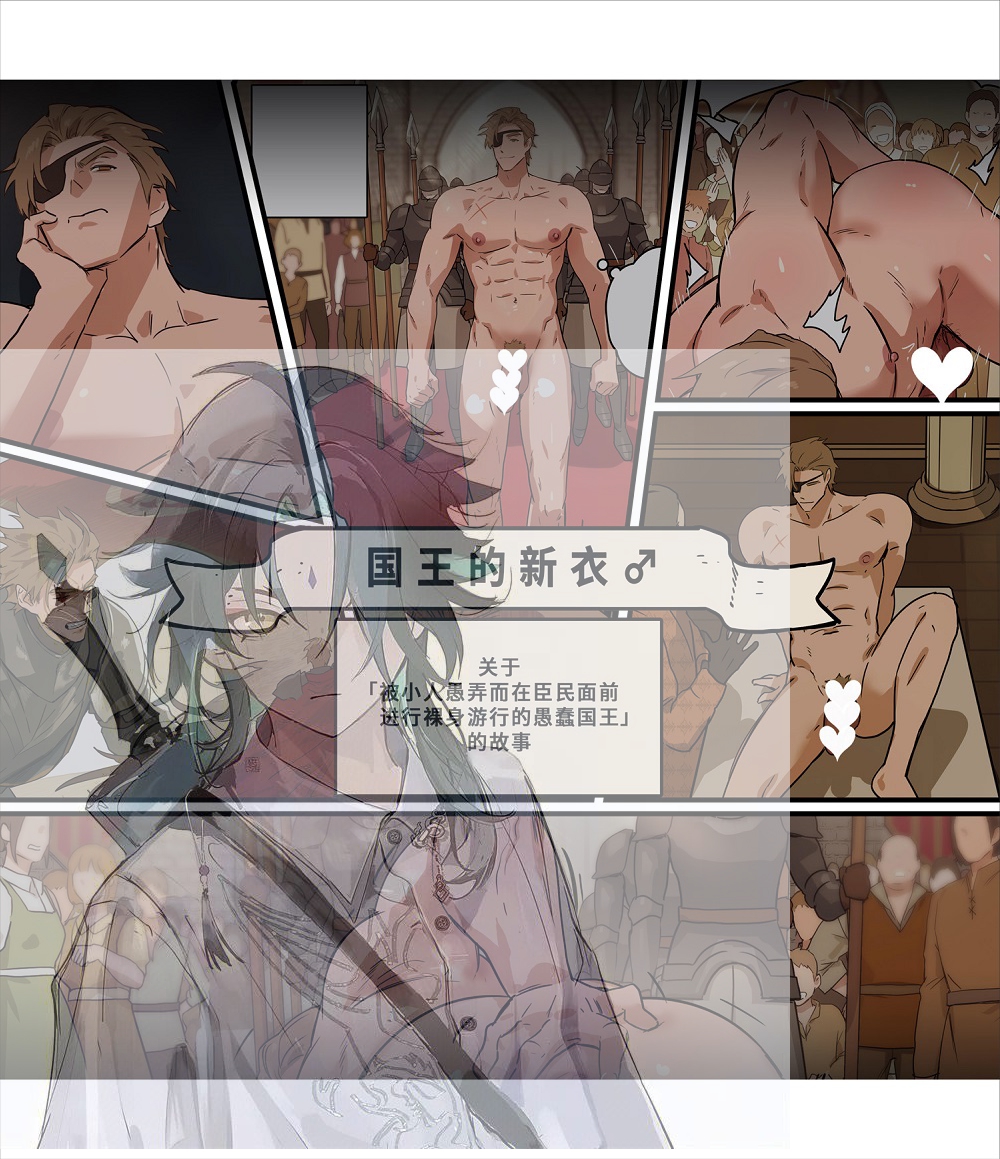 国王的新衣♂
关于
「被小人愚弄而在臣民面前
进行裸身游行的愚蠢国王」
的故事